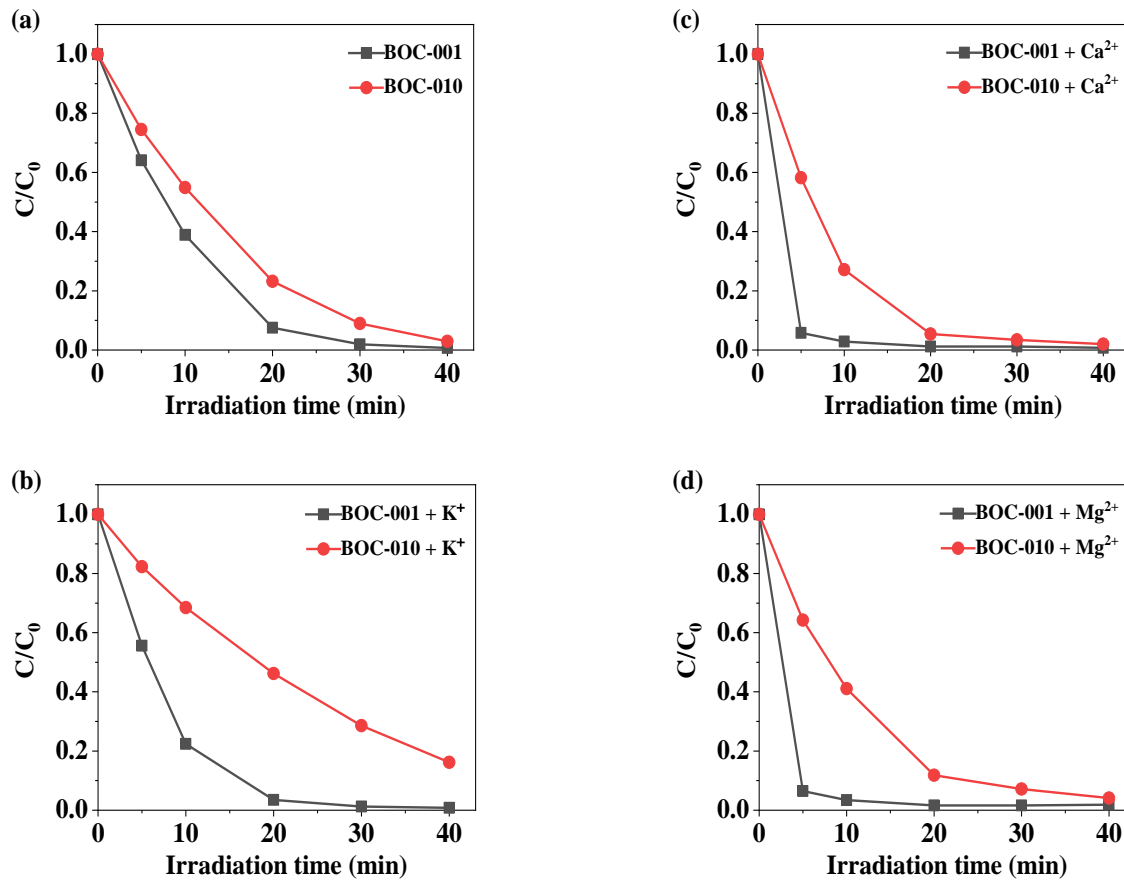 (a)
BOC-001
BOC-010
C/C₀
1.0
0.8
0.6
0.4
0.2
0.0
0 10 20 30 40
Irradiation time (min)
(c)
BOC-001 + Ca²⁺
BOC-010 + Ca²⁺
C/C₀
1.0
0.8
0.6
0.4
0.2
0.0
0 10 20 30 40
Irradiation time (min)
(b)
BOC-001 + K⁺
BOC-010 + K⁺
C/C₀
1.0
0.8
0.6
0.4
0.2
0.0
0 10 20 30 40
Irradiation time (min)
(d)
BOC-001 + Mg²⁺
BOC-010 + Mg²⁺
C/C₀
1.0
0.8
0.6
0.4
0.2
0.0
0 10 20 30 40
Irradiation time (min)